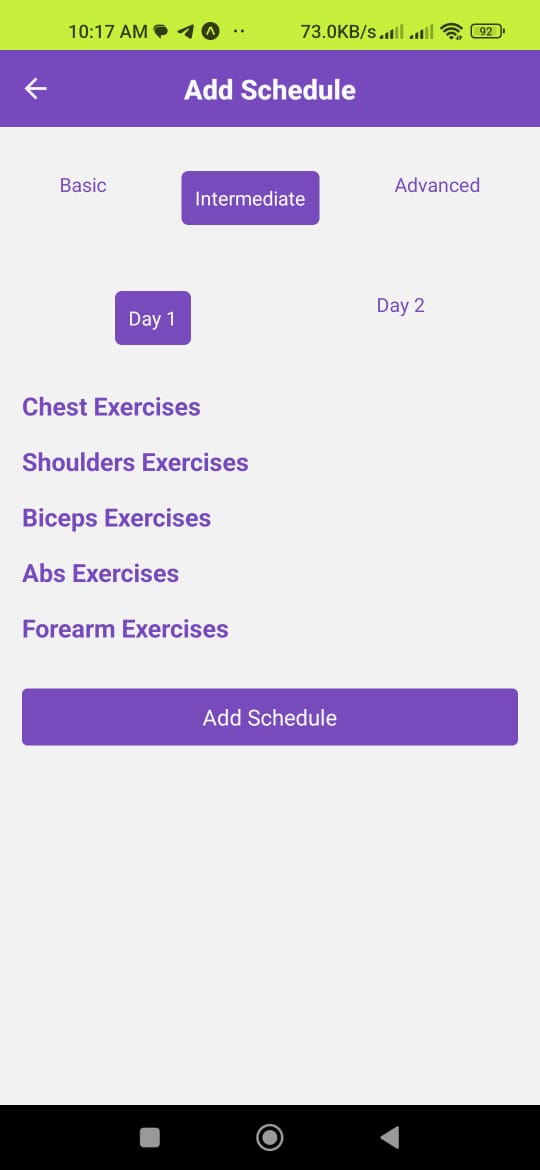 10:17 AM 73.0KB/s 92
Add Schedule
Basic Intermediate Advanced
Day 1 Day 2
Chest Exercises
Shoulders Exercises
Biceps Exercises
Abs Exercises
Forearm Exercises
Add Schedule